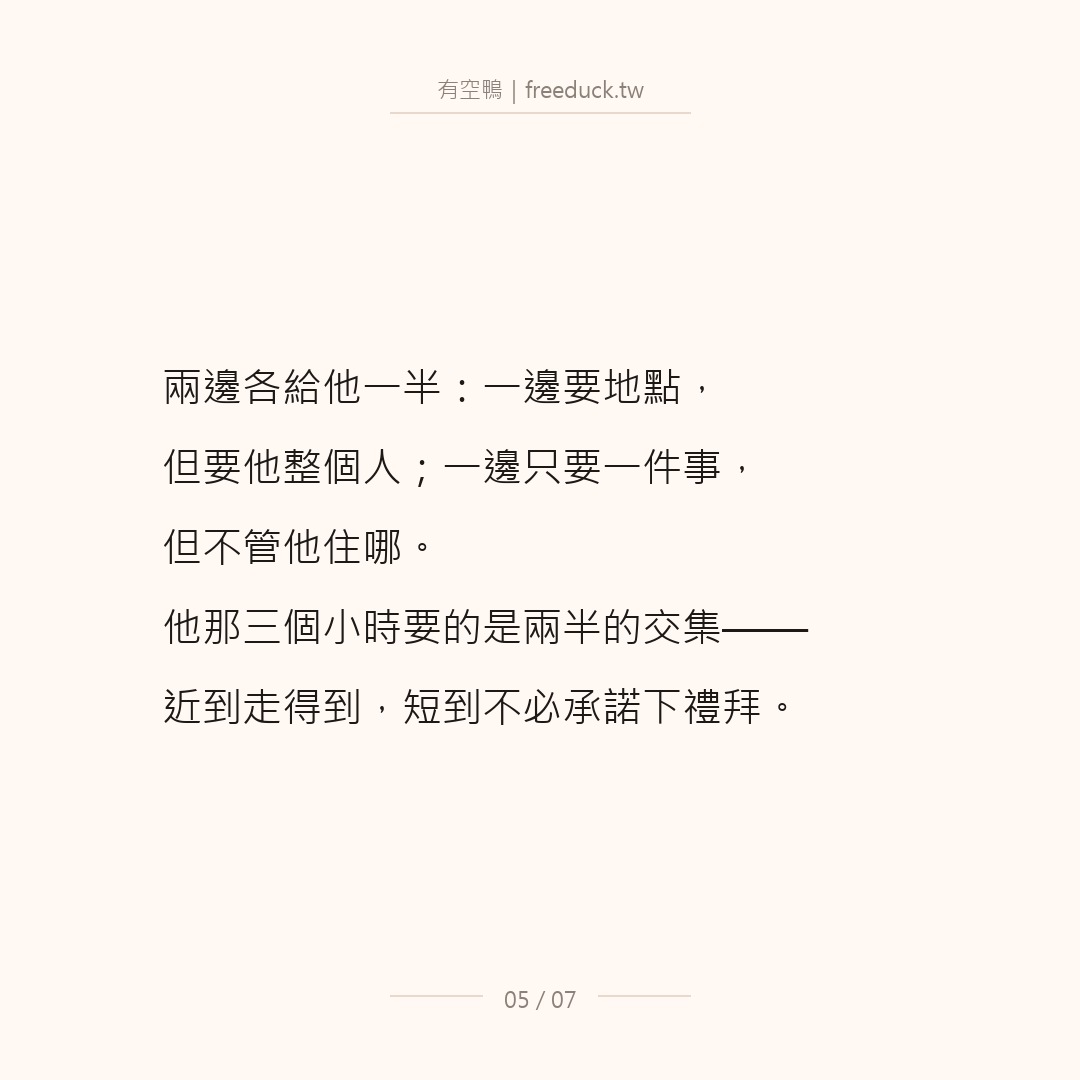 有空鴨｜freeduck.tw
兩邊各給他一半：一邊要地點，
但要他整個人；一邊只要一件事，
但不管他住哪。
他那三個小時要的是兩半的交集——
近到走得到，短到不必承諾下禮拜。
05 / 07